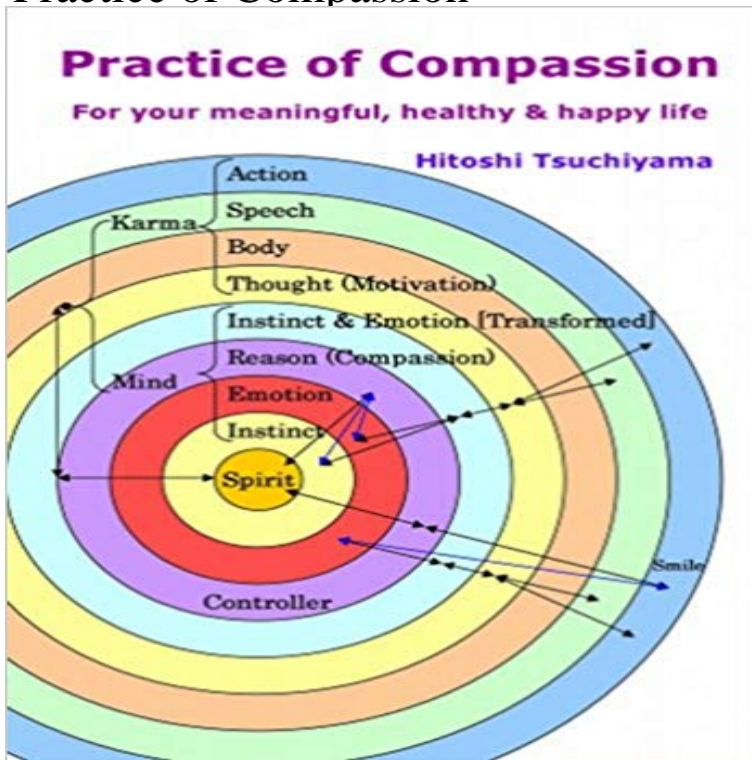 Practice of Compassion
Practice of Compassion
For your meaningful, healthy & happy life
Hitoshi Tsuchiyama
Action
Speech
Karma
Body
Thought (Motivation)
Instinct & Emotion [Transformed]
Reason (Compassion)
Mind
Emotion
Instinct
Spirit
Smile
Controller